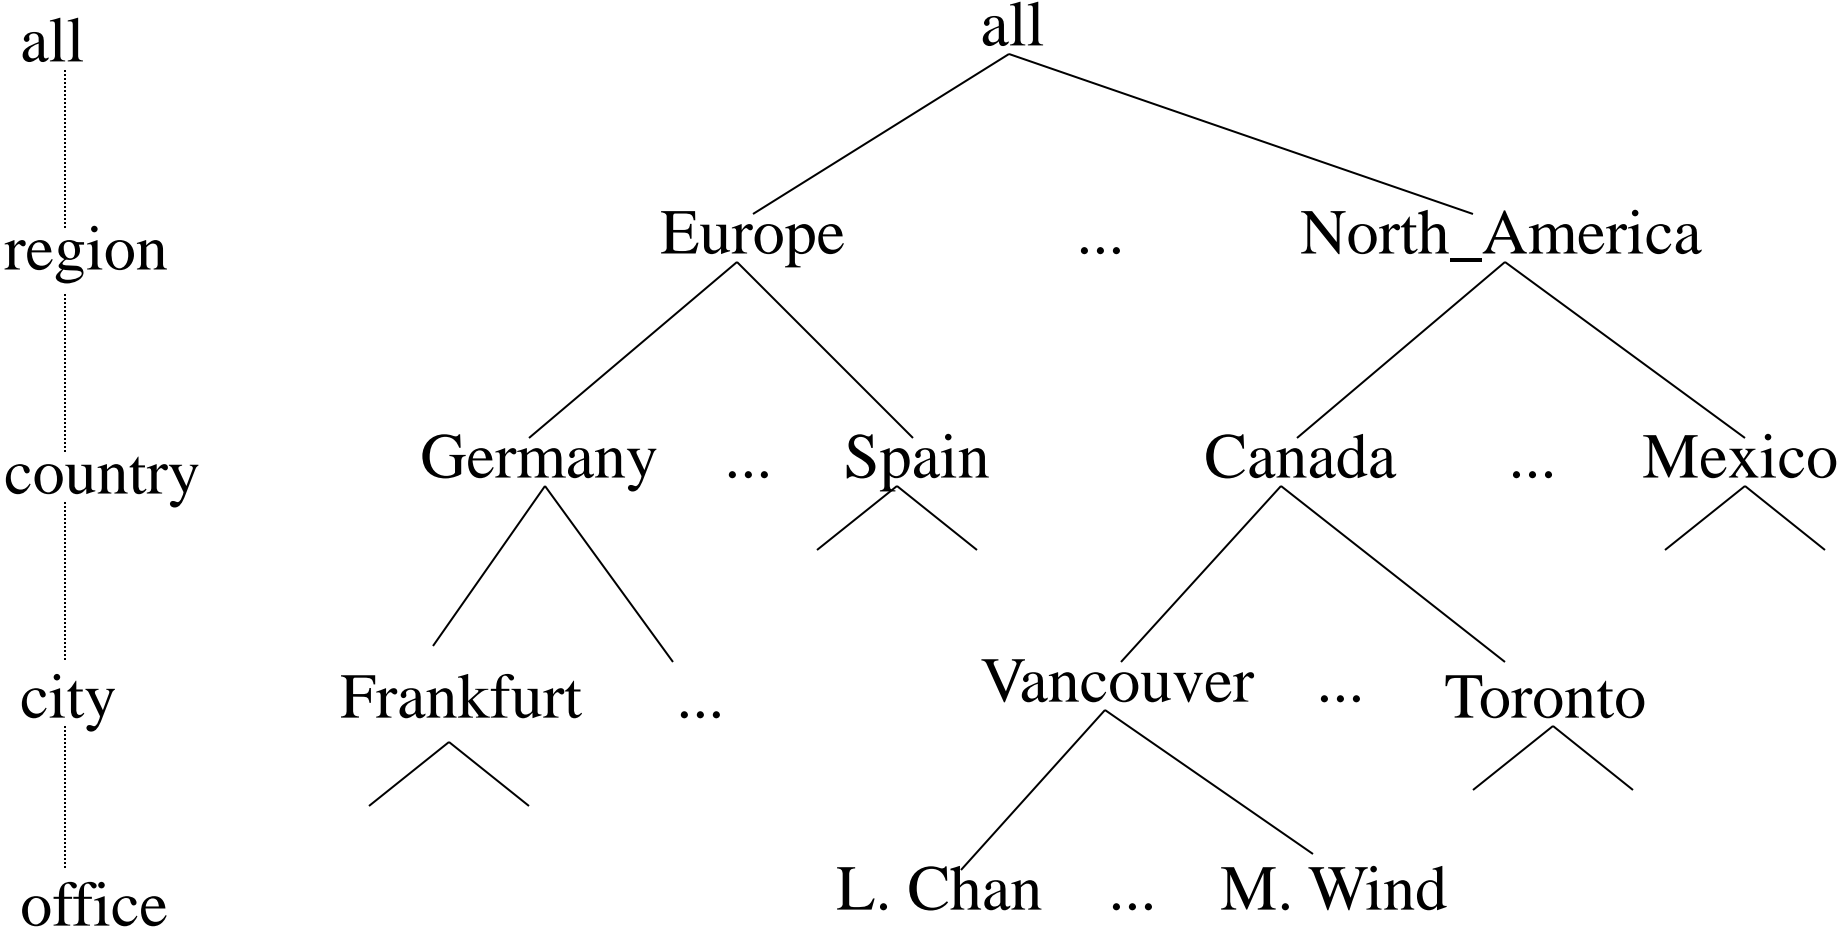 all
all
region
Europe ... North_America
country
Germany ... Spain Canada ... Mexico
city
Frankfurt ... Vancouver ... Toronto
office
L. Chan ... M. Wind